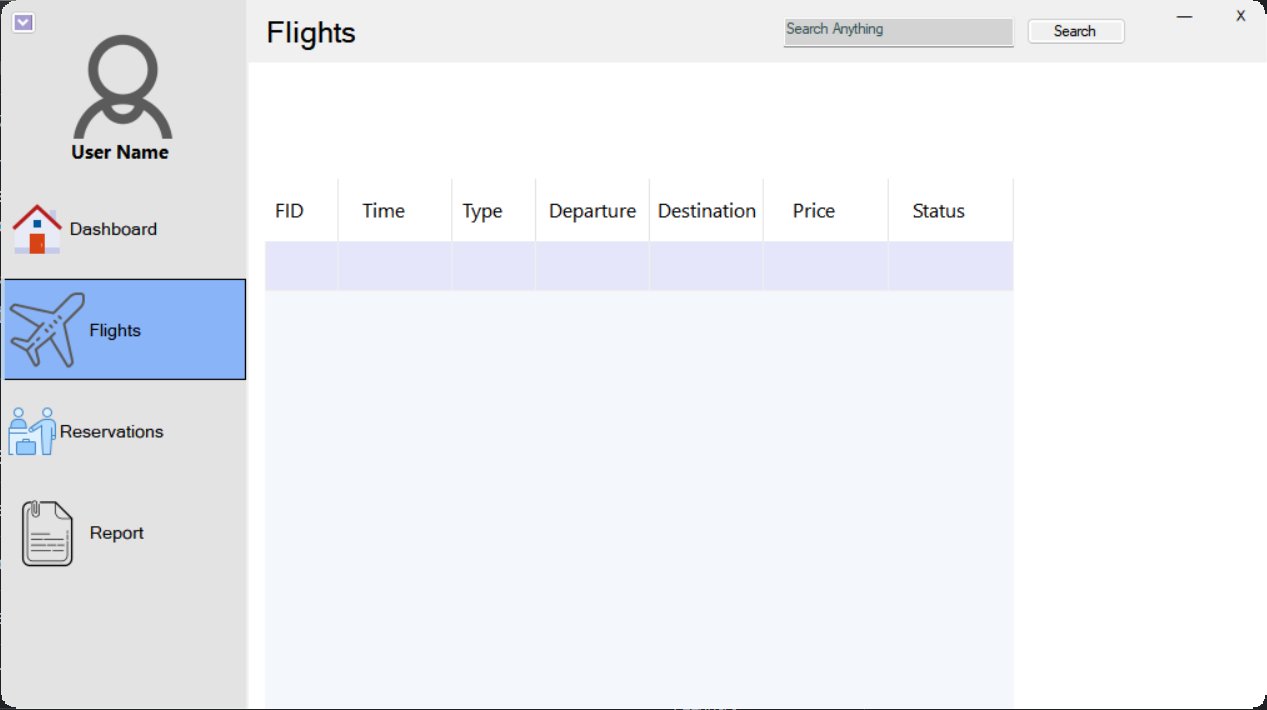 Flights
Search Anything
Search
X
User Name
Dashboard
Flights
Reservations
Report
FID Time Type Departure Destination Price Status